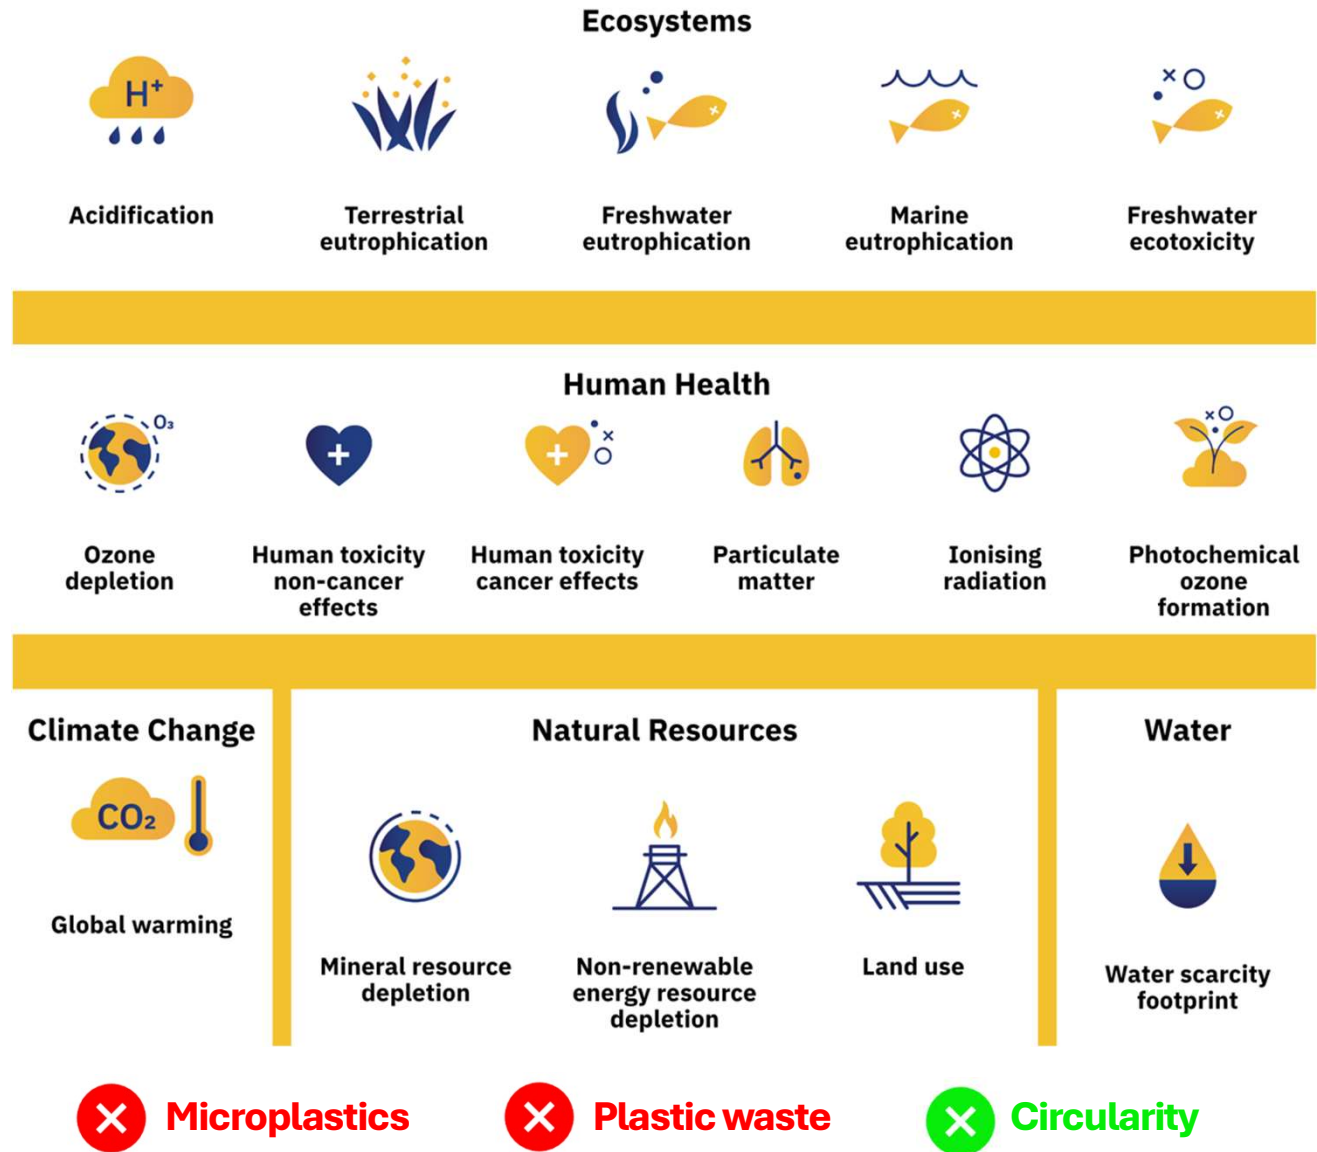 Ecosystems
H⁺
Acidification
Terrestrial
eutrophication
Freshwater
eutrophication
Marine
eutrophication
Freshwater
ecotoxicity
Human Health
O₃
Ozone
depletion
Human toxicity
non-cancer
effects
Human toxicity
cancer effects
Particulate
matter
Ionising
radiation
Photochemical
ozone
formation
Climate Change
CO₂
Global warming
Natural Resources
Mineral resource
depletion
Non-renewable
energy resource
depletion
Land use
Water
Water scarcity
footprint
Microplastics
Plastic waste
Circularity